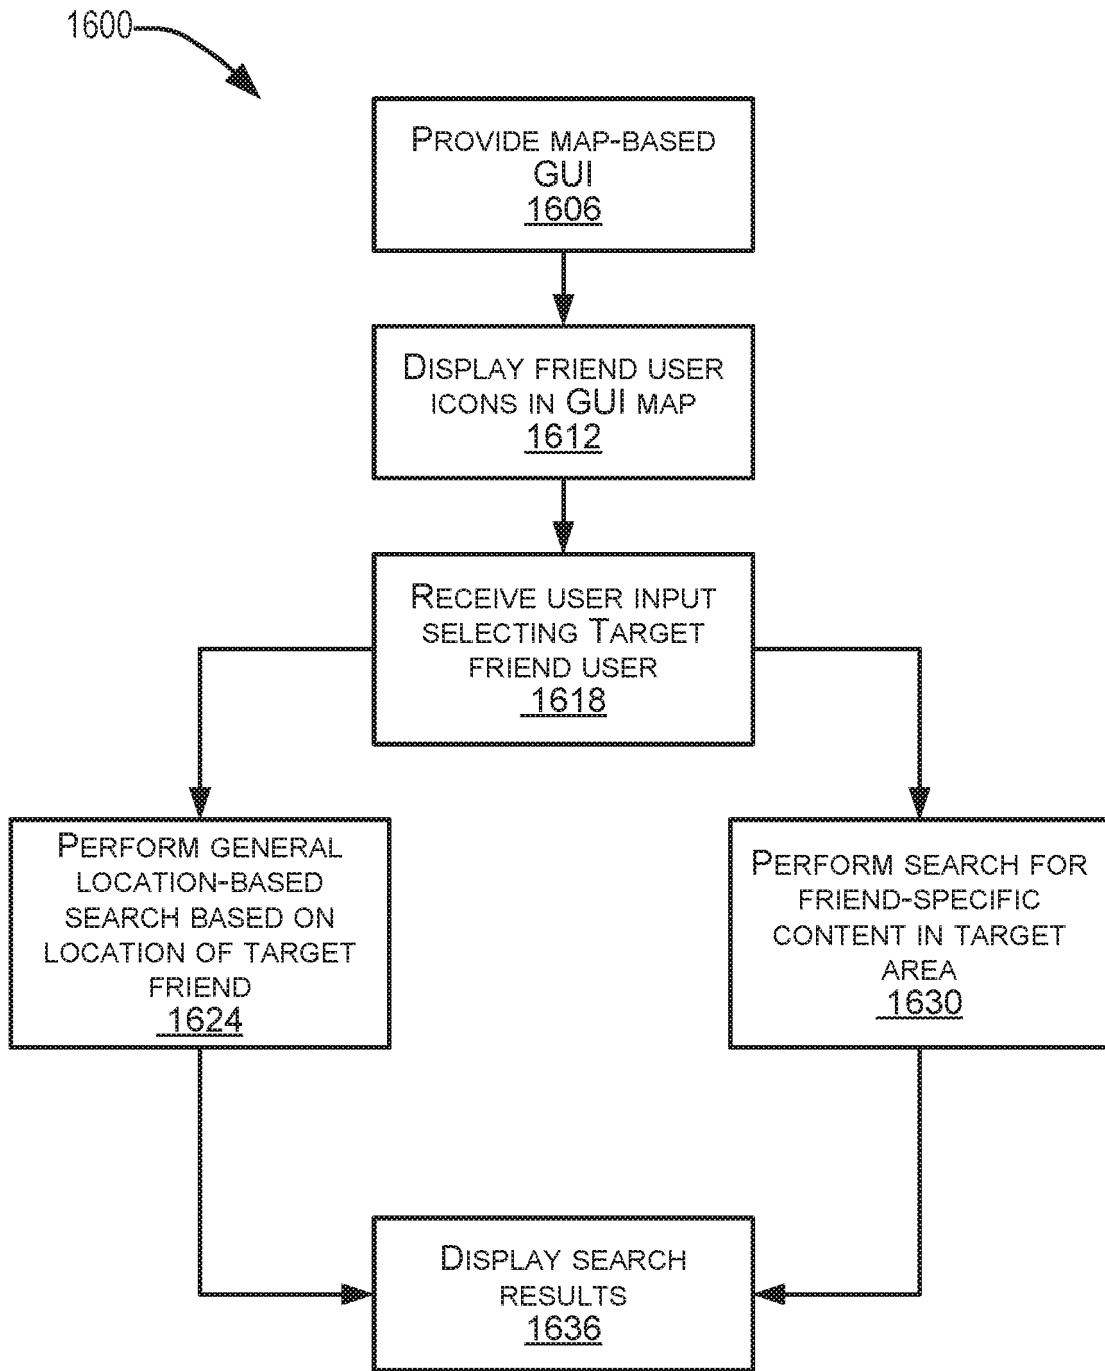 1600
PROVIDE MAP-BASED
GUI
1606
DISPLAY FRIEND USER
ICONS IN GUI MAP
1612
RECEIVE USER INPUT
SELECTING TARGET
FRIEND USER
1618
PERFORM GENERAL
LOCATION-BASED
SEARCH BASED ON
LOCATION OF TARGET
FRIEND
1624
PERFORM SEARCH FOR
FRIEND-SPECIFIC
CONTENT IN TARGET
AREA
1630
DISPLAY SEARCH
RESULTS
1636